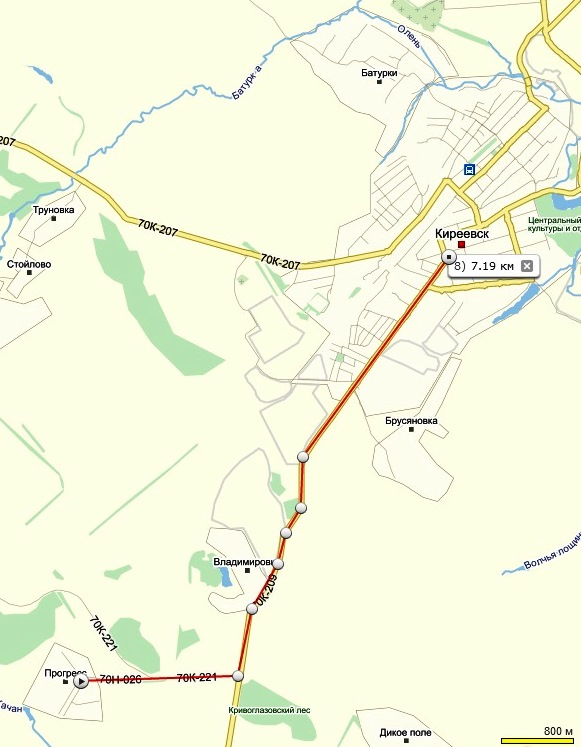 Олень
Батурки
Батурка
207
70К-207
70К-207
Труновка
Стойлово
Центральный
культуры и от
Киреевск
8) 7.19 км
Брусяновка
Владимировк
70К-209
Волчья лощин
70К-221
Прогресс
70Н-026
70К-221
Кривоглазовский лес
Дикое поле
800 м